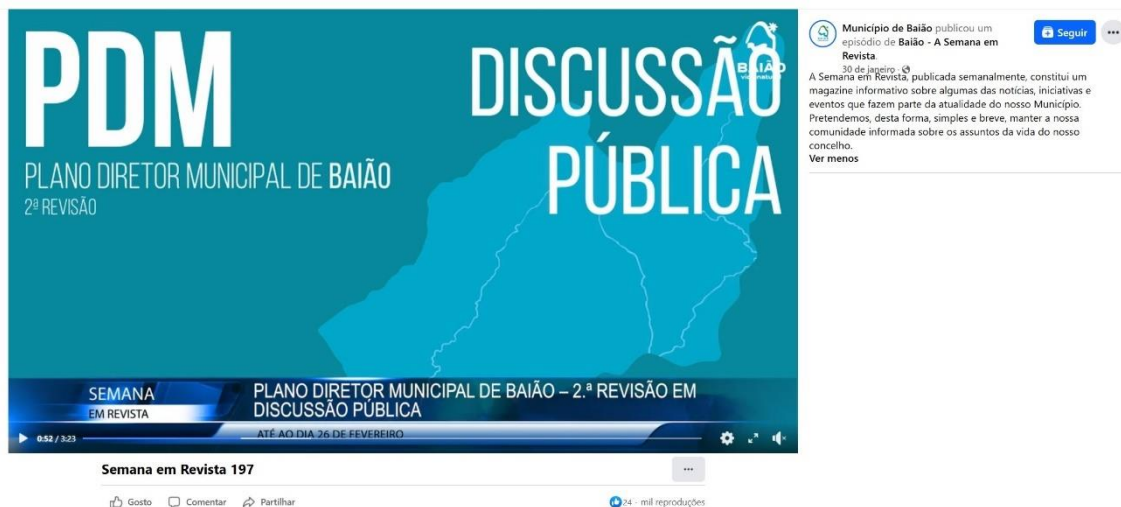 PDM
PLANO DIRETOR MUNICIPAL DE BAIÃO
2ª REVISÃO
DISCUSSÃO
PÚBLICA
BAIÃO
vida natural
SEMANA
EM REVISTA
PLANO DIRETOR MUNICIPAL DE BAIÃO – 2.ª REVISÃO EM
DISCUSSÃO PÚBLICA
ATÉ AO DIA 26 DE FEVEREIRO
0:52 / 3:23
Semana em Revista 197
Gosto
Comentar
Partilhar
24 · mil reproduções
Município de Baião publicou um
episódio de Baião - A Semana em
Revista.
30 de janeiro ·
Seguir
A Semana em Revista, publicada semanalmente, constitui um
magazine informativo sobre algumas das notícias, iniciativas e
eventos que fazem parte da atualidade do nosso Município.
Pretendemos, desta forma, simples e breve, manter a nossa
comunidade informada sobre os assuntos da vida do nosso
concelho.
Ver menos